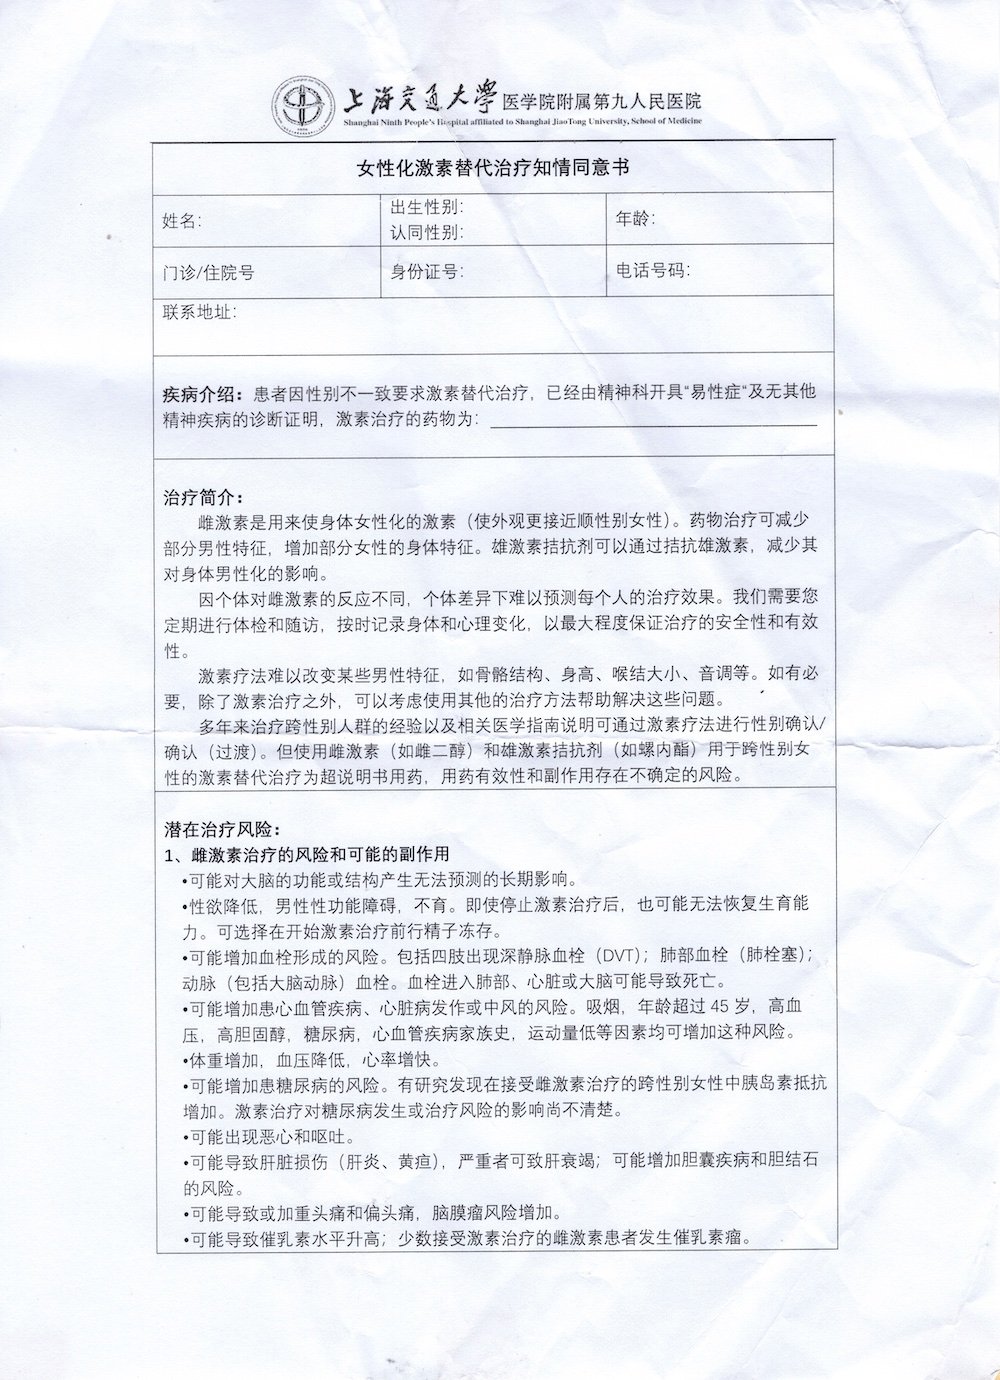 上海交通大学医学院附属第九人民医院
Shanghai Ninth People's Hospital affiliated to Shanghai JiaoTong University, School of Medicine
女性化激素替代治疗知情同意书
姓名:
出生性别:
认同性别:
年龄:
门诊/住院号
身份证号:
电话号码:
联系地址:
疾病介绍：患者因性别不一致要求激素替代治疗，已经由精神科开具“易性症“及无其他
精神疾病的诊断证明，激素治疗的药物为:
治疗简介：
雌激素是用来使身体女性化的激素（使外观更接近顺性别女性）。药物治疗可减少
部分男性特征，增加部分女性的身体特征。雄激素拮抗剂可以通过拮抗雄激素，减少其
对身体男性化的影响。
因个体对雌激素的反应不同，个体差异下难以预测每个人的治疗效果。我们需要您
定期进行体检和随访，按时记录身体和心理变化，以最大程度保证治疗的安全性和有效
性。
激素疗法难以改变某些男性特征，如骨骼结构、身高、喉结大小、音调等。如有必
要，除了激素治疗之外，可以考虑使用其他的治疗方法帮助解决这些问题。
多年来治疗跨性别人群的经验以及相关医学指南说明可通过激素疗法进行性别确认/
确认（过渡）。但使用雌激素（如雌二醇）和雄激素拮抗剂（如螺内酯）用于跨性别女
性的激素替代治疗为超说明书用药，用药有效性和副作用存在不确定的风险。
潜在治疗风险：
1、雌激素治疗的风险和可能的副作用
•可能对大脑的功能或结构产生无法预测的长期影响。
•性欲降低，男性性功能障碍，不育。即使停止激素治疗后，也可能无法恢复生育能
力。可选择在开始激素治疗前行精子冻存。
•可能增加血栓形成的风险。包括四肢出现深静脉血栓（DVT）；肺部血栓（肺栓塞）；
动脉（包括大脑动脉）血栓。血栓进入肺部、心脏或大脑可能导致死亡。
•可能增加患心血管疾病、心脏病发作或中风的风险。吸烟，年龄超过 45 岁，高血
压，高胆固醇，糖尿病，心血管疾病家族史，运动量低等因素均可增加这种风险。
•体重增加，血压降低，心率增快。
•可能增加患糖尿病的风险。有研究发现在接受雌激素治疗的跨性别女性中胰岛素抵抗
增加。激素治疗对糖尿病发生或治疗风险的影响尚不清楚。
•可能出现恶心和呕吐。
•可能导致肝脏损伤（肝炎、黄疸），严重者可致肝衰竭；可能增加胆囊疾病和胆结石
的风险。
•可能导致或加重头痛和偏头痛，脑膜瘤风险增加。
•可能导致催乳素水平升高；少数接受激素治疗的雌激素患者发生催乳素瘤。